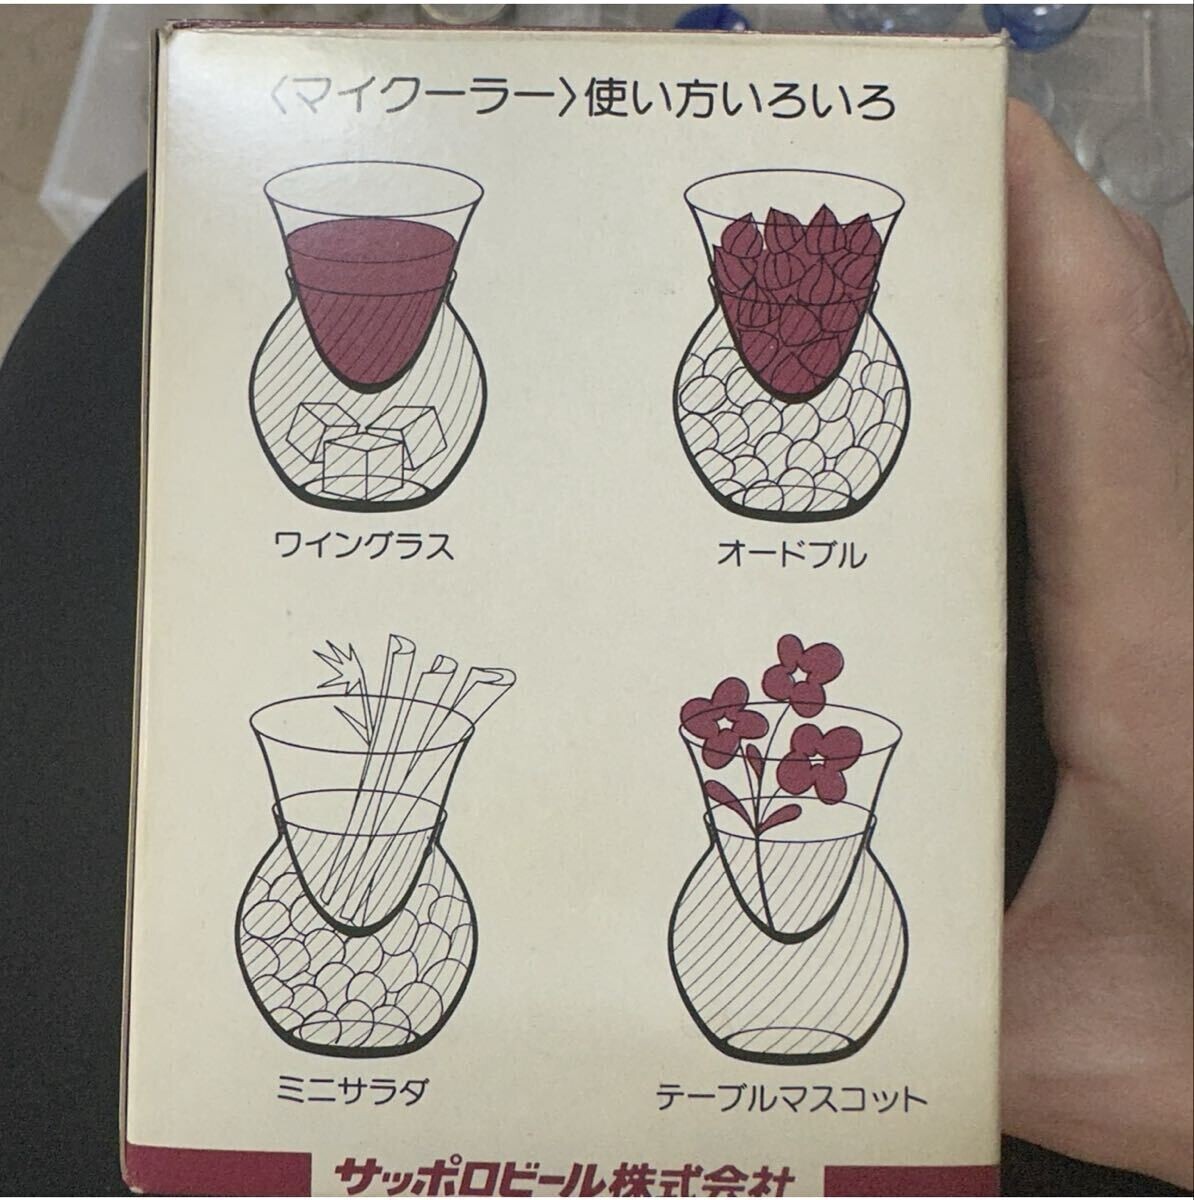 〈マイクーラー〉使い方いろいろ
ワイングラス
オードブル
ミニサラダ
テーブルマスコット
サッポロビール株式会社